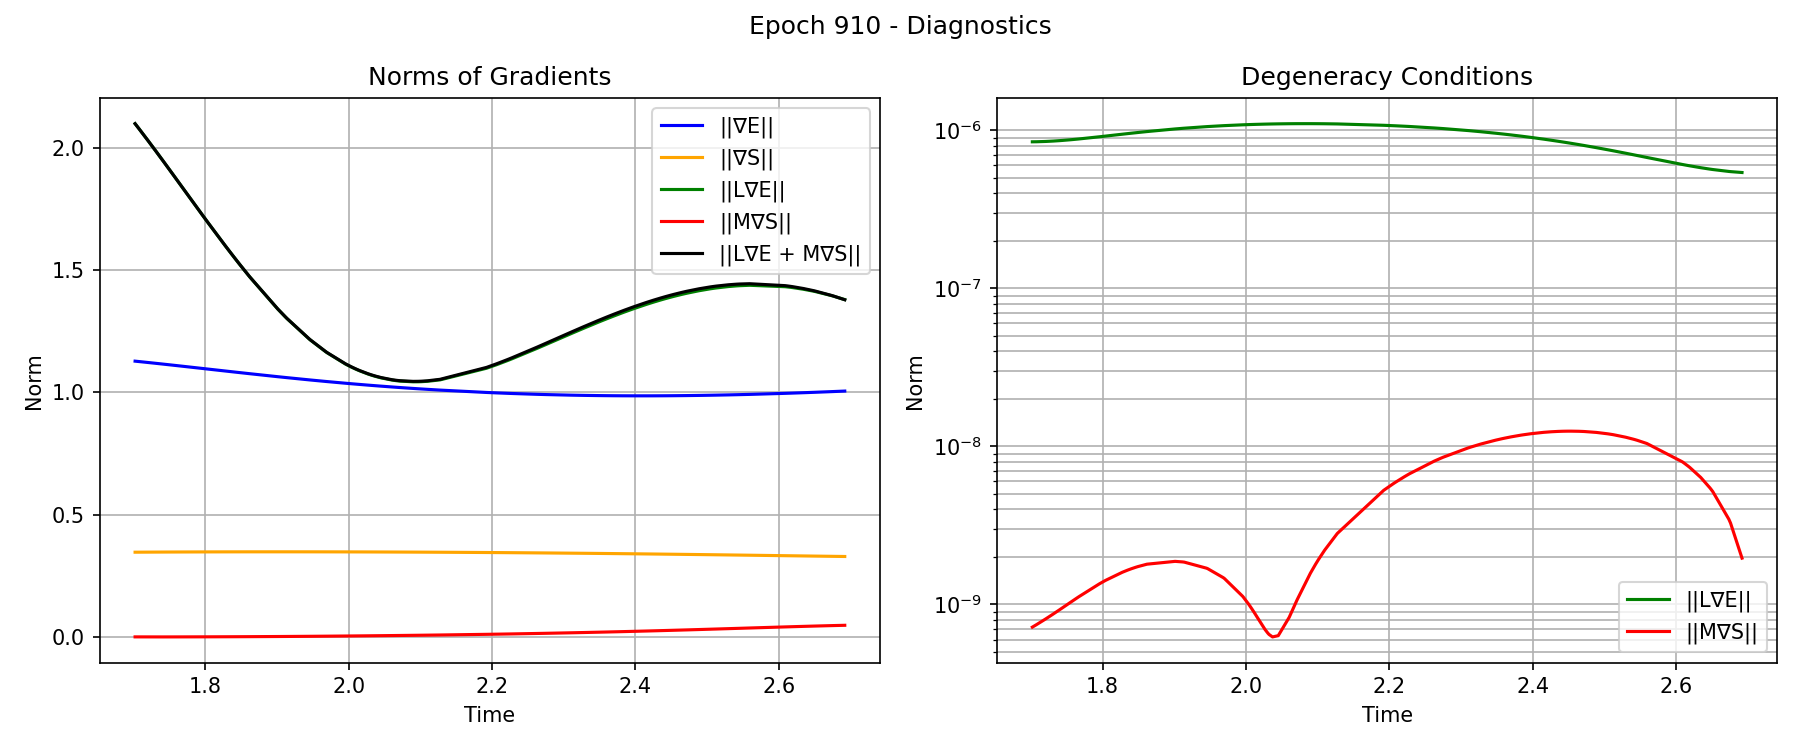 Epoch 910 - Diagnostics
Norms of Gradients
Norm
2.0
1.5
1.0
0.5
0.0
1.8
2.0
2.2
2.4
2.6
Time
||∇E||
||∇S||
||L∇E||
||M∇S||
||L∇E + M∇S||
Degeneracy Conditions
Norm
10⁻⁶
10⁻⁷
10⁻⁸
10⁻⁹
1.8
2.0
2.2
2.4
2.6
Time
||L∇E||
||M∇S||